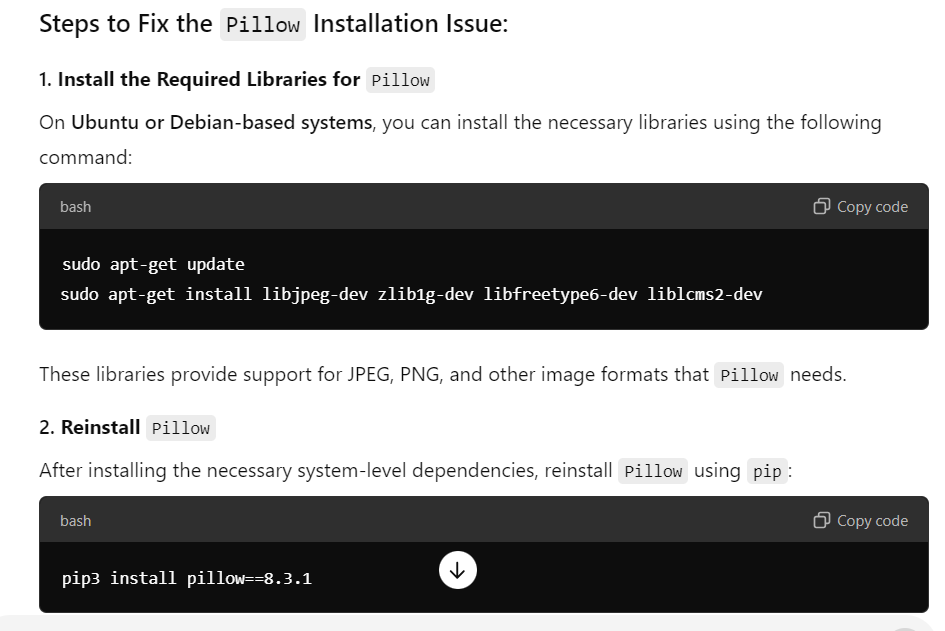 Steps to Fix the Pillow Installation Issue:
1. Install the Required Libraries for Pillow
On Ubuntu or Debian-based systems, you can install the necessary libraries using the following
command:
bash
Copy code
sudo apt-get update
sudo apt-get install libjpeg-dev zlib1g-dev libfreetype6-dev liblcms2-dev
These libraries provide support for JPEG, PNG, and other image formats that Pillow needs.
2. Reinstall Pillow
After installing the necessary system-level dependencies, reinstall Pillow using pip:
bash
Copy code
pip3 install pillow==8.3.1